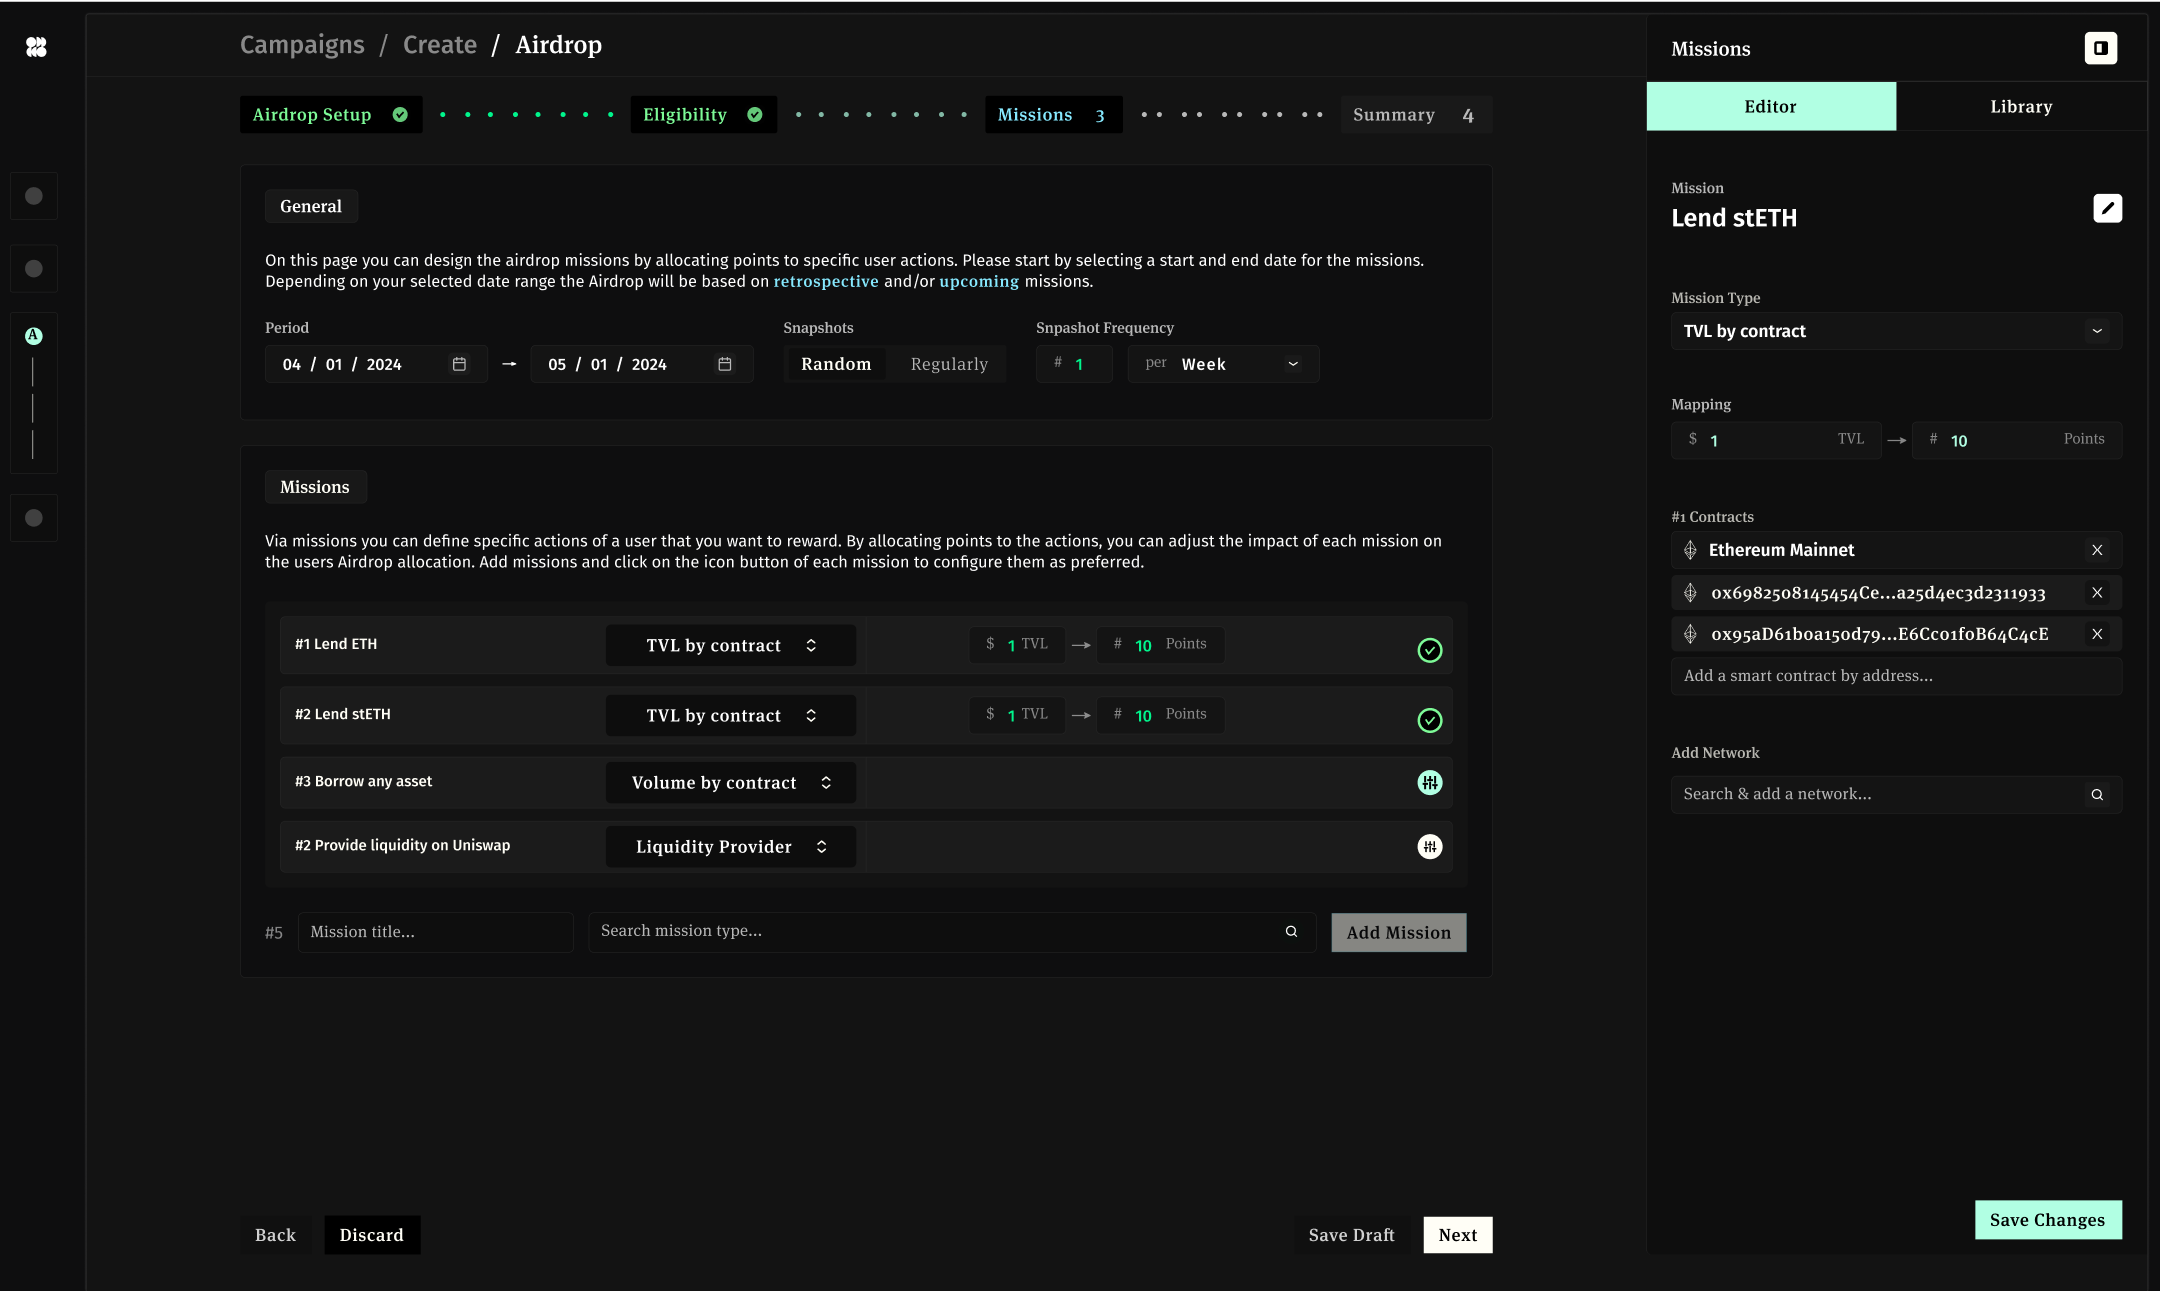 Campaigns / Create / Airdrop
Airdrop Setup
Eligibility
Missions 3
Summary 4
General
On this page you can design the airdrop missions by allocating points to specific user actions. Please start by selecting a start and end date for the missions.
Depending on your selected date range the Airdrop will be based on retrospective and/or upcoming missions.
Period
Snapshots
Snpashot Frequency
04 / 01 / 2024
05 / 01 / 2024
Random
Regularly
# 1
per Week
Missions
Via missions you can define specific actions of a user that you want to reward. By allocating points to the actions, you can adjust the impact of each mission on
the users Airdrop allocation. Add missions and click on the icon button of each mission to configure them as preferred.
#1 Lend ETH
TVL by contract
$ 1 TVL
# 10 Points
#2 Lend stETH
TVL by contract
$ 1 TVL
# 10 Points
#3 Borrow any asset
Volume by contract
#2 Provide liquidity on Uniswap
Liquidity Provider
#5
Mission title...
Search mission type...
Add Mission
Back
Discard
Save Draft
Next
A
Missions
Editor
Library
Mission
Lend stETH
Mission Type
TVL by contract
Mapping
$ 1 TVL
# 10 Points
#1 Contracts
Ethereum Mainnet
0x6982508145454Ce...a25d4ec3d2311933
0x95aD61b0a150d79...E6Cc01f0B64C4cE
Add a smart contract by address...
Add Network
Search & add a network...
Save Changes